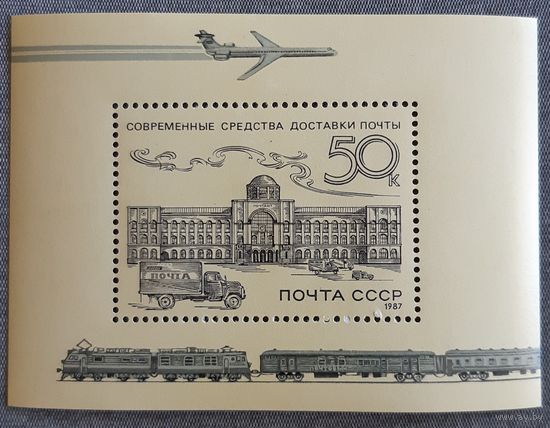 СОВРЕМЕННЫЕ СРЕДСТВА ДОСТАВКИ ПОЧТЫ
50к
ПОЧТА
ПОЧТА СССР
1987